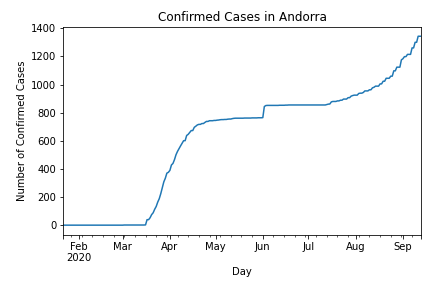 Confirmed Cases in Andorra
Number of Confirmed Cases
1400
1200
1000
800
600
400
200
0
Feb Mar Apr May Jun Jul Aug Sep
2020
Day